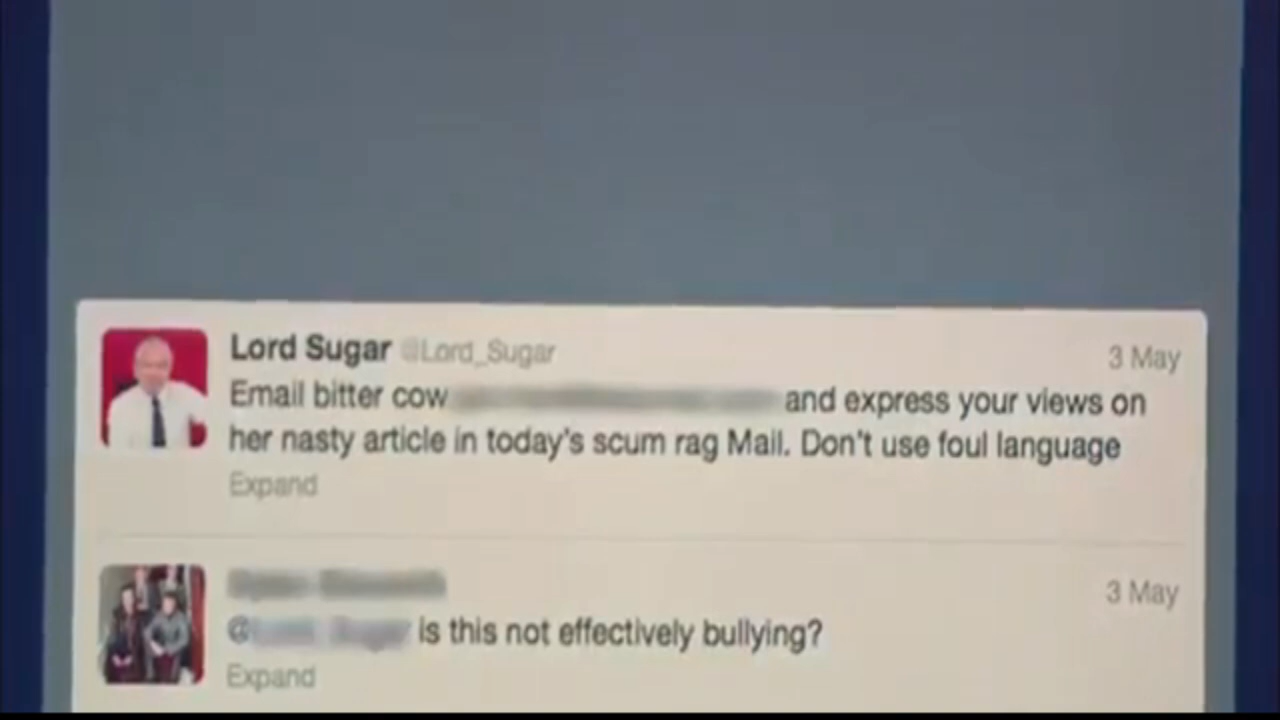 Lord Sugar @Lord_Sugar 3 May
Email bitter cow and express your views on
her nasty article in today's scum rag Mail. Don't use foul language
Expand
3 May
@ is this not effectively bullying?
Expand